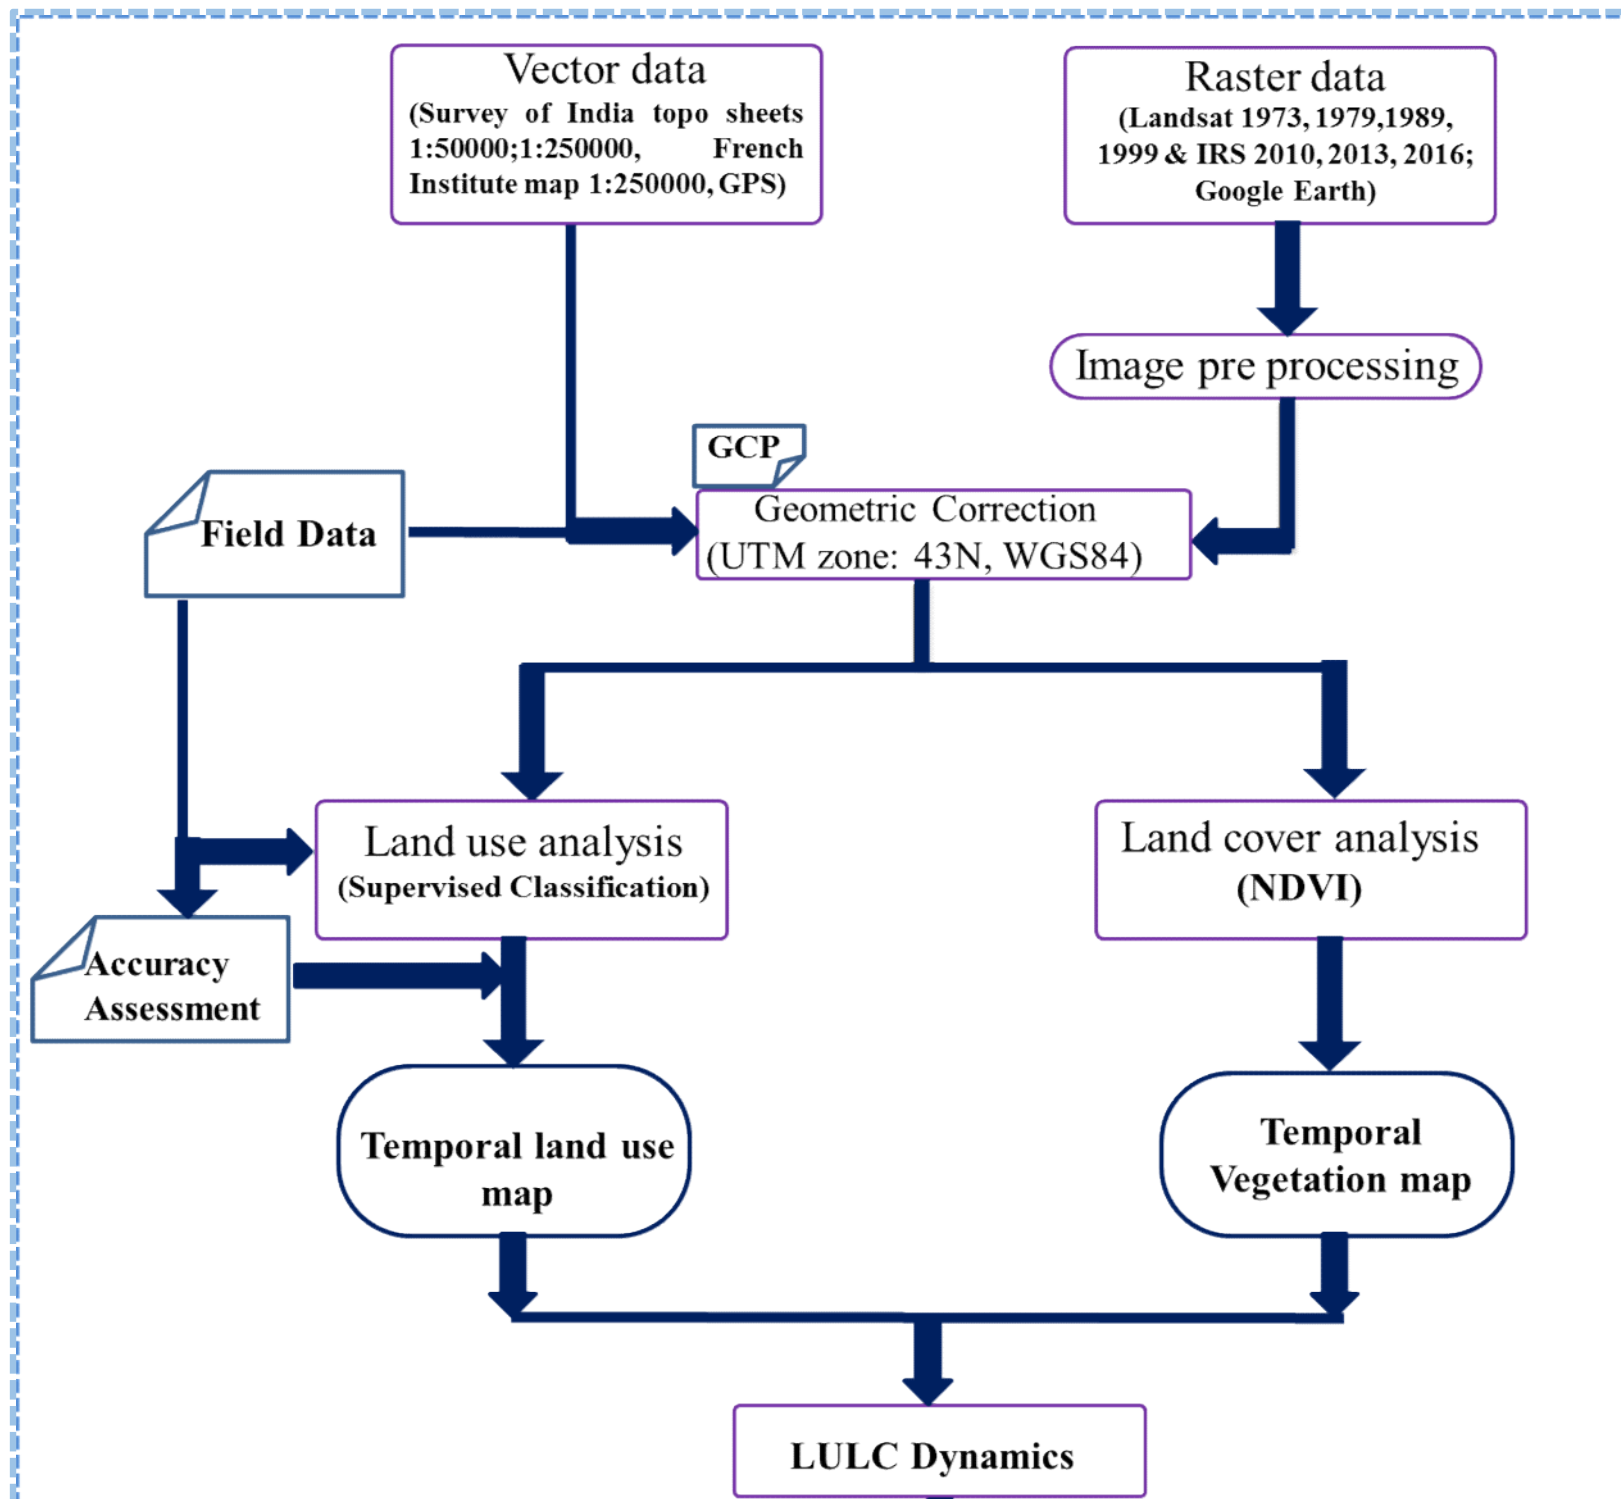 Vector data
(Survey of India topo sheets
1:50000;1:250000, French
Institute map 1:250000, GPS)
Raster data
(Landsat 1973, 1979,1989,
1999 & IRS 2010, 2013, 2016;
Google Earth)
Image pre processing
GCP
Field Data
Geometric Correction
(UTM zone: 43N, WGS84)
Land use analysis
(Supervised Classification)
Land cover analysis
(NDVI)
Accuracy
Assessment
Temporal land use
map
Temporal
Vegetation map
LULC Dynamics